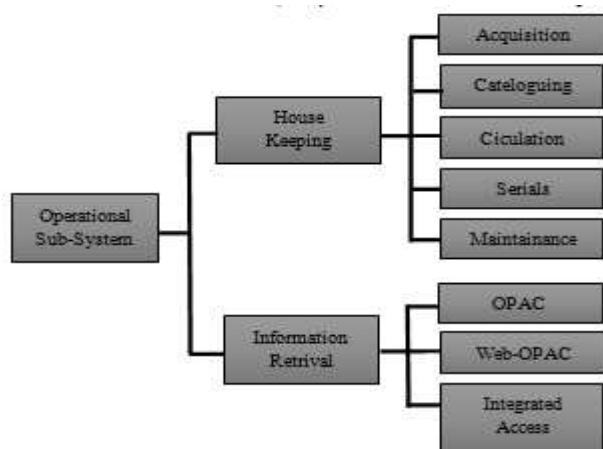 Acquisition
House
Keeping
Cateloguing
Ciculation
Serials
Operational
Sub-System
Maintainance
OPAC
Information
Retrival
Web-OPAC
Integrated
Access